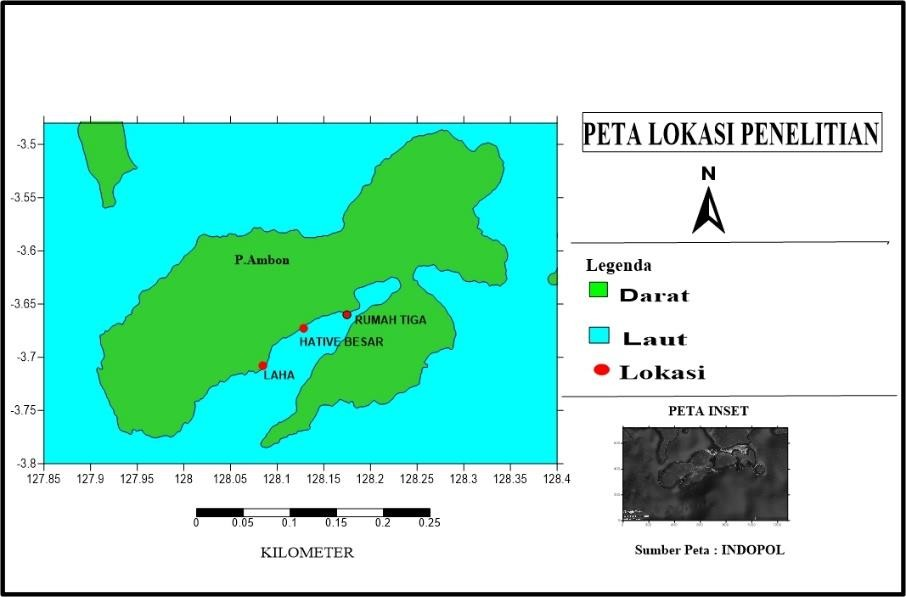 PETA LOKASI PENELITIAN
N
Legenda
Darat
Laut
Lokasi
PETA INSET
Sumber Peta : INDOPOL
-3.5
-3.55
-3.6
-3.65
-3.7
-3.75
-3.8
127.85 127.9 127.95 128 128.05 128.1 128.15 128.2 128.25 128.3 128.35 128.4
P.Ambon
RUMAH TIGA
HATIVE BESAR
LAHA
0 0.05 0.1 0.15 0.2 0.25
KILOMETER